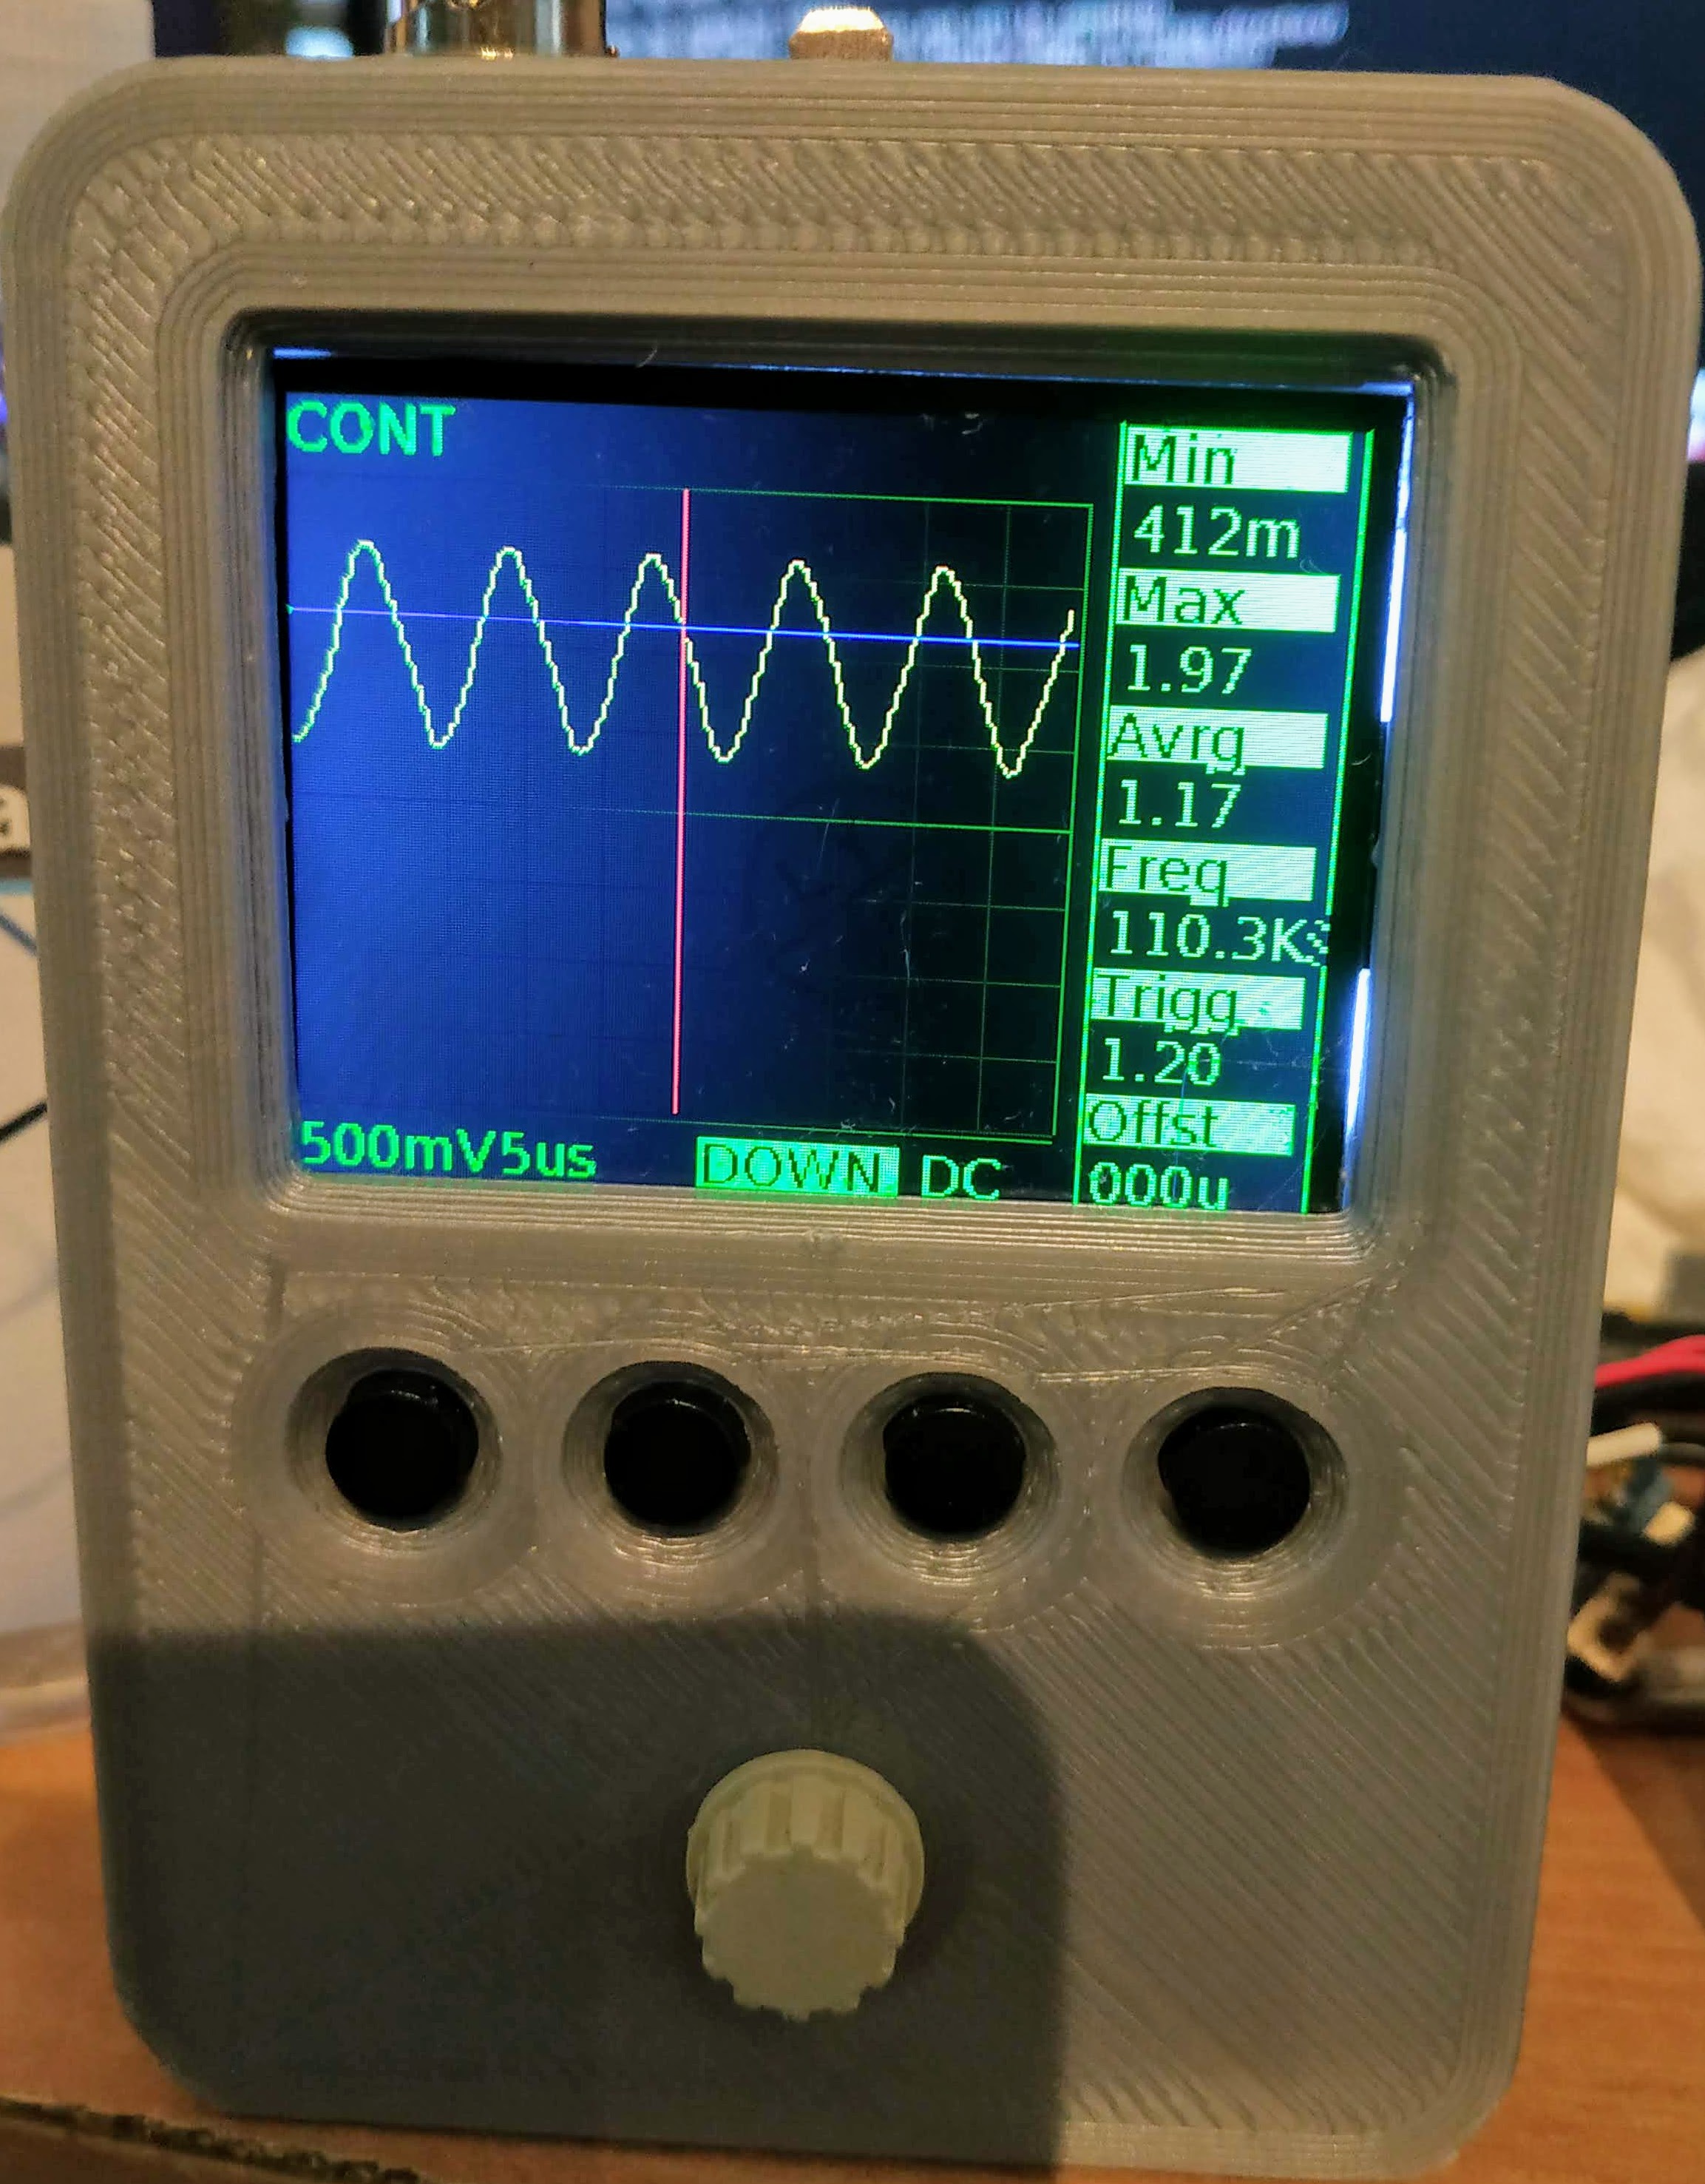 CONT
Min
412m
Max
1.97
Avrg
1.17
Freq
110.3K
Trigg
1.20
Offst
000u
500mV5us
DOWN DC